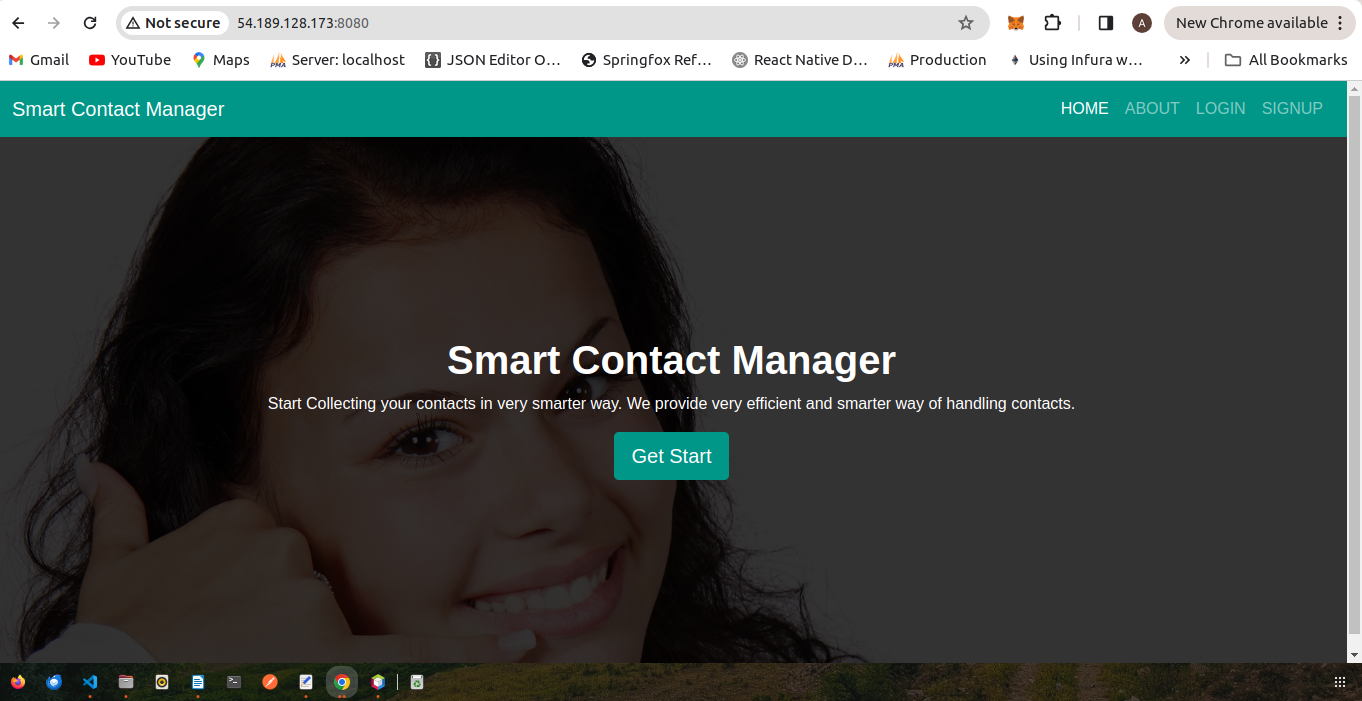 Not secure 54.189.128.173:8080 A New Chrome available
Gmail YouTube Maps Server: localhost JSON Editor O... Springfox Ref... React Native D... Production Using Infura w... » All Bookmarks
Smart Contact Manager HOME ABOUT LOGIN SIGNUP
Smart Contact Manager
Start Collecting your contacts in very smarter way. We provide very efficient and smarter way of handling contacts.
Get Start